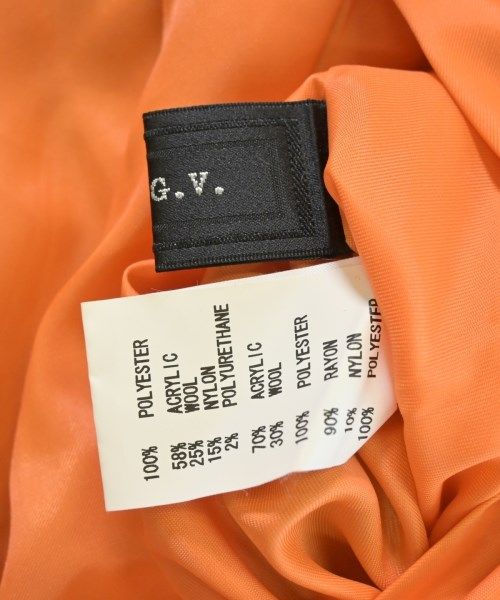 G.V.
100% POLYESTER
58% ACRYLIC
25% WOOL
15% NYLON
2% POLYURETHANE
70% ACRYLIC
30% WOOL
100% POLYESTER
90% RAYON
10% NYLON
100% POLYESTER